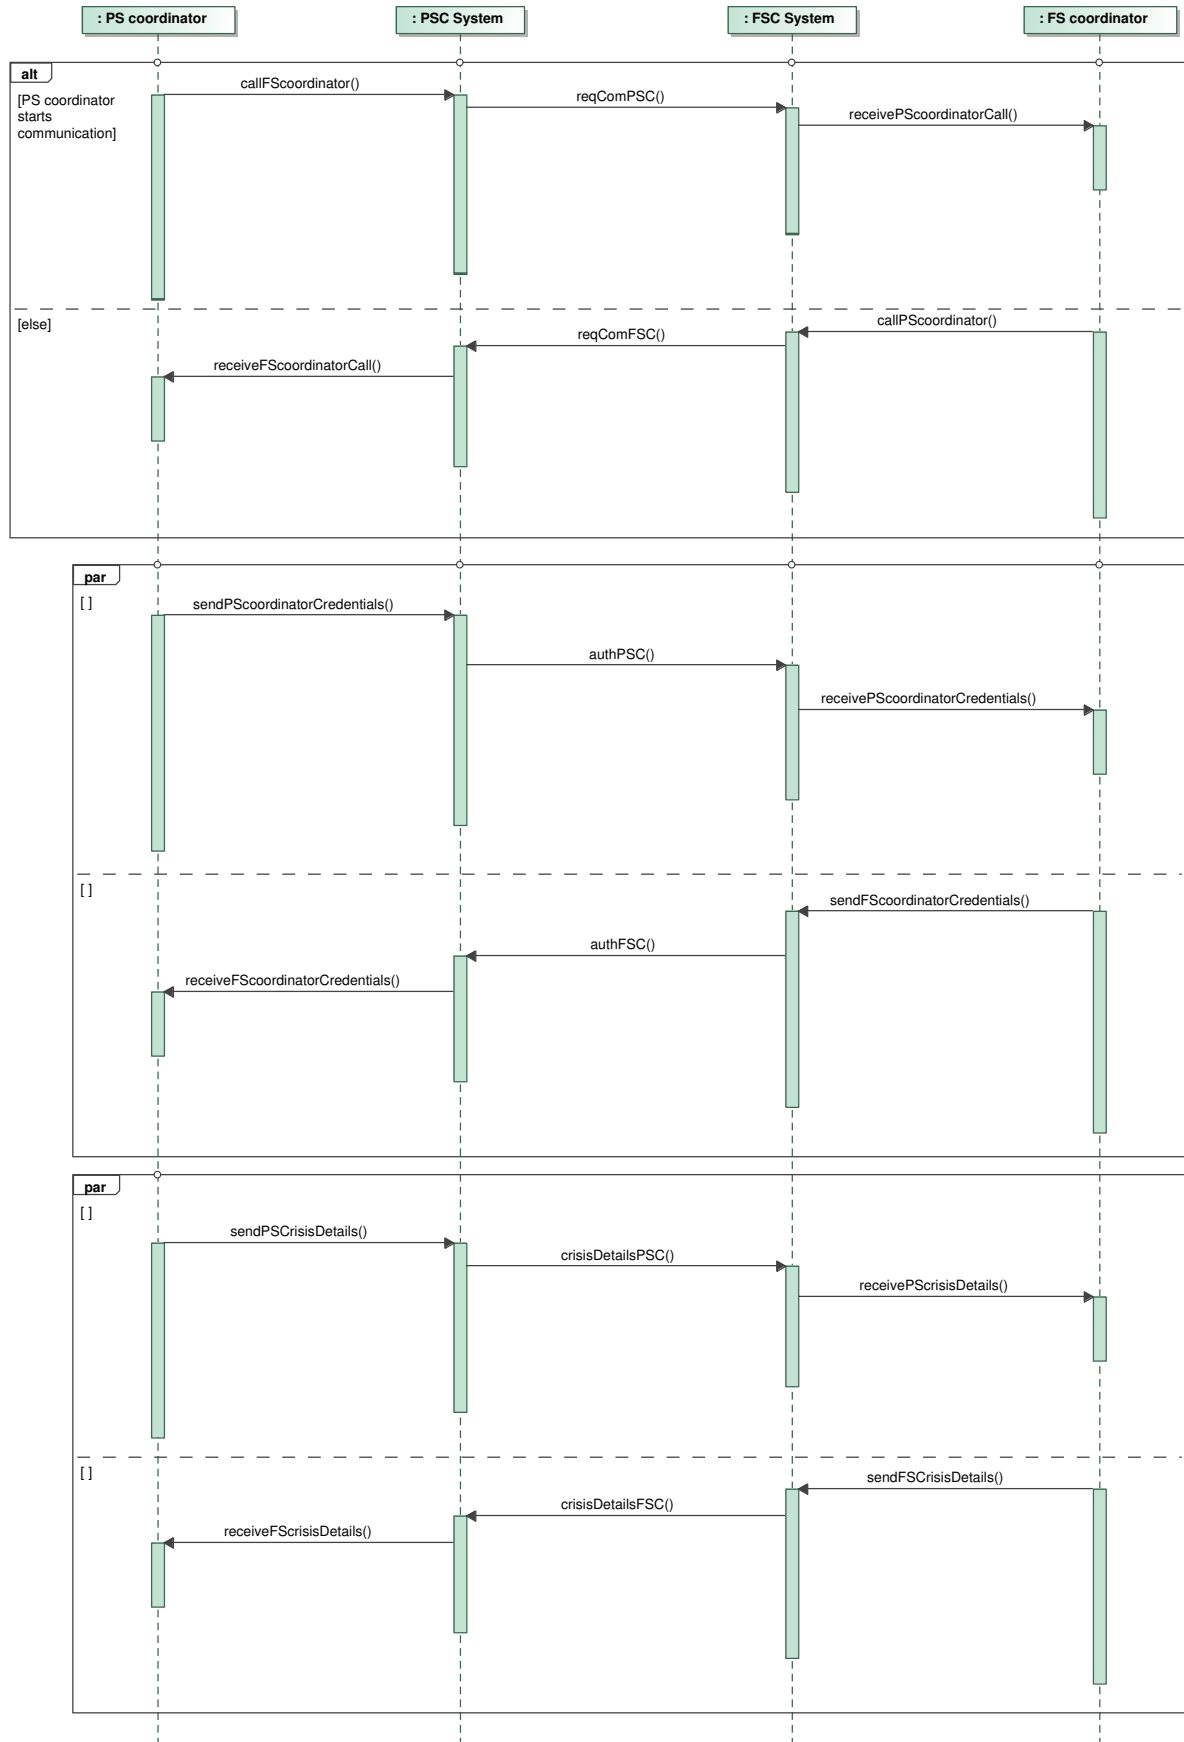 : PS coordinator
: PSC System
: FSC System
: FS coordinator
alt
[PS coordinator
starts
communication]
callFScoordinator()
reqComPSC()
receivePScoordinatorCall()
[else]
callPScoordinator()
reqComFSC()
receiveFScoordinatorCall()
par
[ ]
sendPScoordinatorCredentials()
authPSC()
receivePScoordinatorCredentials()
[ ]
sendFScoordinatorCredentials()
authFSC()
receiveFScoordinatorCredentials()
par
[ ]
sendPSCrisisDetails()
crisisDetailsPSC()
receivePScrisisDetails()
[ ]
sendFSCrisisDetails()
crisisDetailsFSC()
receiveFScrisisDetails()